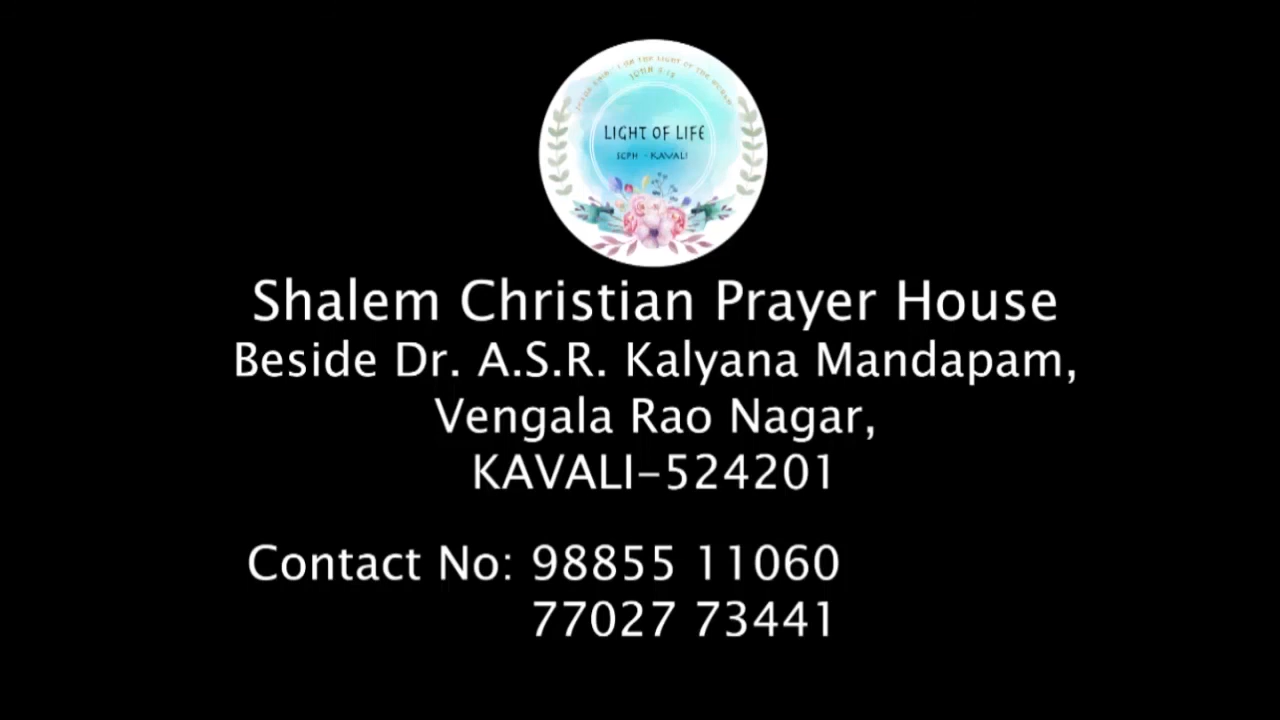 LIGHT OF LIFE
SCPH - KAVALI
Shalem Christian Prayer House
Beside Dr. A.S.R. Kalyana Mandapam,
Vengala Rao Nagar,
KAVALI-524201
Contact No: 98855 11060
77027 73441